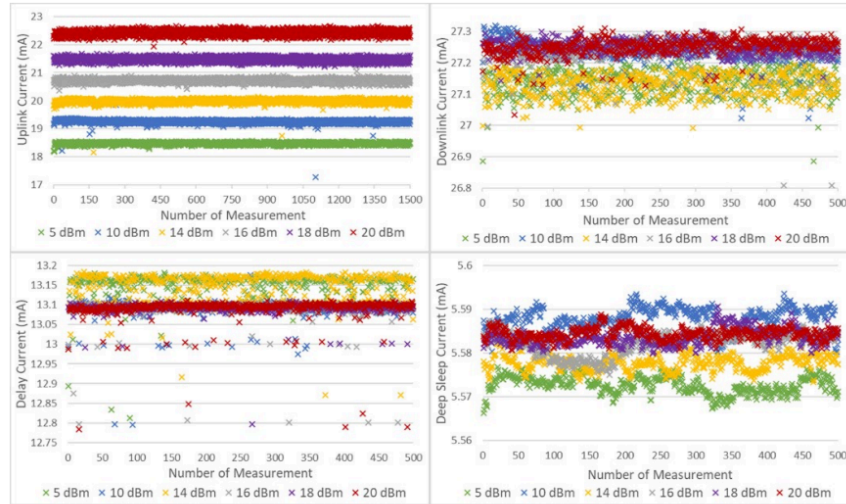 Uplink Current (mA)
23
22
21
20
19
18
17
0 150 300 450 600 750 900 1050 1200 1350 1500
Number of Measurement
5 dBm 10 dBm 14 dBm 16 dBm 18 dBm 20 dBm
Downlink Current (mA)
27.3
27.2
27.1
27
26.9
26.8
0 50 100 150 200 250 300 350 400 450 500
Number of Measurement
5 dBm 10 dBm 14 dBm 16 dBm 18 dBm 20 dBm
Delay Current (mA)
13.2
13.15
13.1
13.05
13
12.95
12.9
12.85
12.8
12.75
0 50 100 150 200 250 300 350 400 450 500
Number of Measurement
5 dBm 10 dBm 14 dBm 16 dBm 18 dBm 20 dBm
Deep Sleep Current (mA)
5.6
5.59
5.58
5.57
5.56
0 50 100 150 200 250 300 350 400 450 500
Number of Measurement
5 dBm 10 dBm 14 dBm 16 dBm 18 dBm 20 dBm